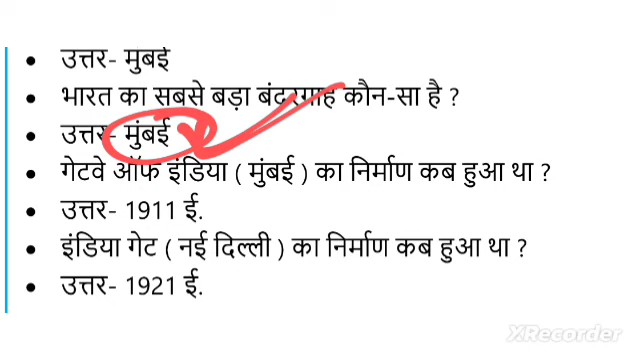 उत्तर- मुबई
भारत का सबसे बड़ा बंदरगाह कौन-सा है ?
उत्तर- मुंबई
गेटवे ऑफ इंडिया ( मुंबई ) का निर्माण कब हुआ था ?
उत्तर- 1911 ई.
इंडिया गेट ( नई दिल्ली ) का निर्माण कब हुआ था ?
उत्तर- 1921 ई.
XRecorder